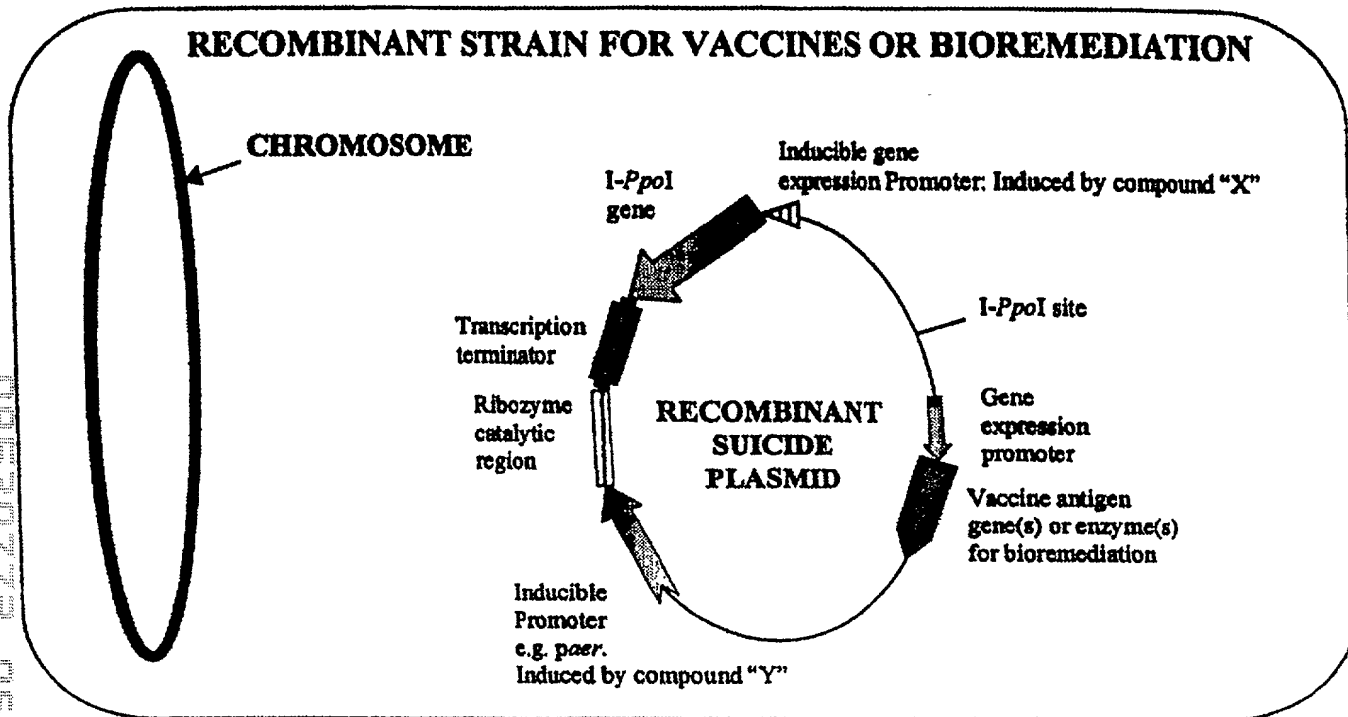 RECOMBINANT STRAIN FOR VACCINES OR BIOREMEDIATION
CHROMOSOME
Inducible gene
expression Promoter: Induced by compound "X"
I-PpoI
gene
I-PpoI site
Transcription
terminator
Ribozyme
catalytic
region
RECOMBINANT
SUICIDE
PLASMID
Gene
expression
promoter
Vaccine antigen
gene(s) or enzyme(s)
for bioremediation
Inducible
Promoter
e.g. paer.
Induced by compound "Y"